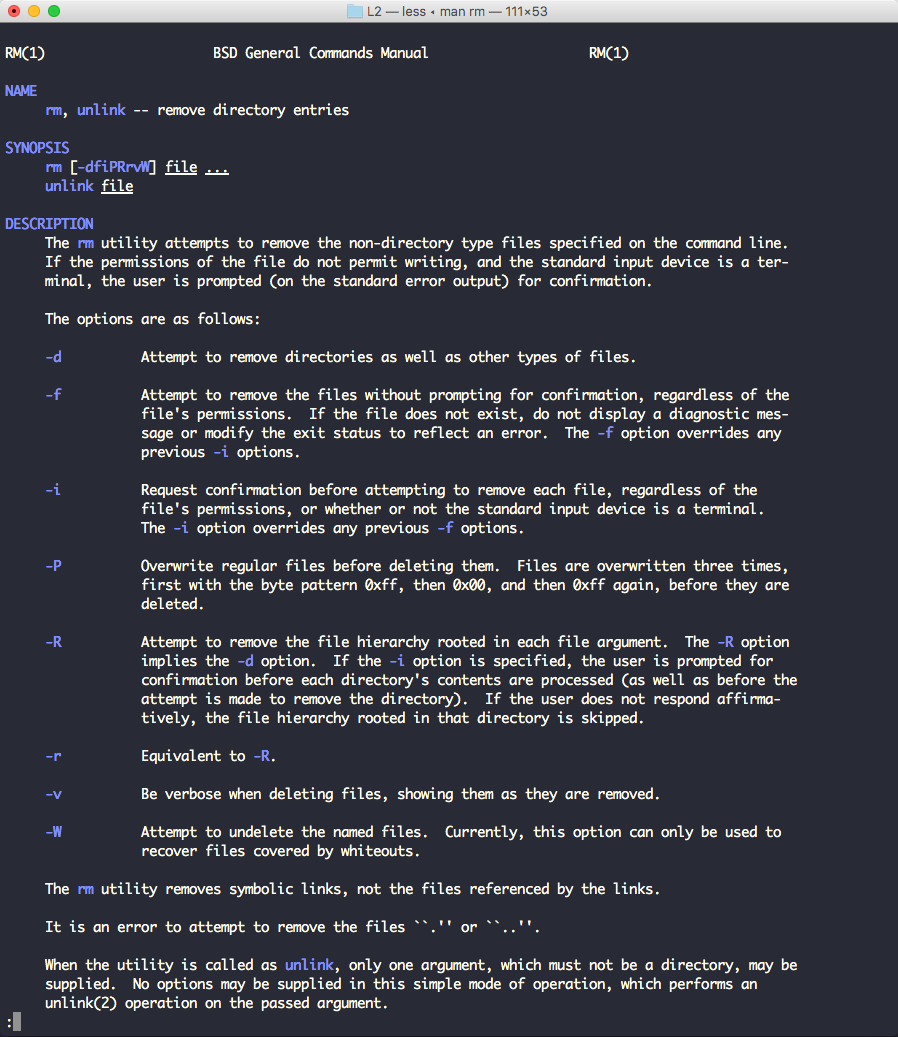 L2 — less ◂ man rm — 111×53
RM(1)                     BSD General Commands Manual                    RM(1)
NAME
     rm, unlink -- remove directory entries
SYNOPSIS
     rm [-dfiPRrvW] file ...
     unlink file
DESCRIPTION
     The rm utility attempts to remove the non-directory type files specified on the command line.
     If the permissions of the file do not permit writing, and the standard input device is a ter-
     minal, the user is prompted (on the standard error output) for confirmation.
     The options are as follows:
     -d          Attempt to remove directories as well as other types of files.
     -f          Attempt to remove the files without prompting for confirmation, regardless of the
                 file's permissions.  If the file does not exist, do not display a diagnostic mes-
                 sage or modify the exit status to reflect an error.  The -f option overrides any
                 previous -i options.
     -i          Request confirmation before attempting to remove each file, regardless of the
                 file's permissions, or whether or not the standard input device is a terminal.
                 The -i option overrides any previous -f options.
     -P          Overwrite regular files before deleting them.  Files are overwritten three times,
                 first with the byte pattern 0xff, then 0x00, and then 0xff again, before they are
                 deleted.
     -R          Attempt to remove the file hierarchy rooted in each file argument.  The -R option
                 implies the -d option.  If the -i option is specified, the user is prompted for
                 confirmation before each directory's contents are processed (as well as before the
                 attempt is made to remove the directory).  If the user does not respond affirma-
                 tively, the file hierarchy rooted in that directory is skipped.
     -r          Equivalent to -R.
     -v          Be verbose when deleting files, showing them as they are removed.
     -W          Attempt to undelete the named files.  Currently, this option can only be used to
                 recover files covered by whiteouts.
     The rm utility removes symbolic links, not the files referenced by the links.
     It is an error to attempt to remove the files ``.'' or ``..''.
     When the utility is called as unlink, only one argument, which must not be a directory, may be
     supplied.  No options may be supplied in this simple mode of operation, which performs an
     unlink(2) operation on the passed argument.
: